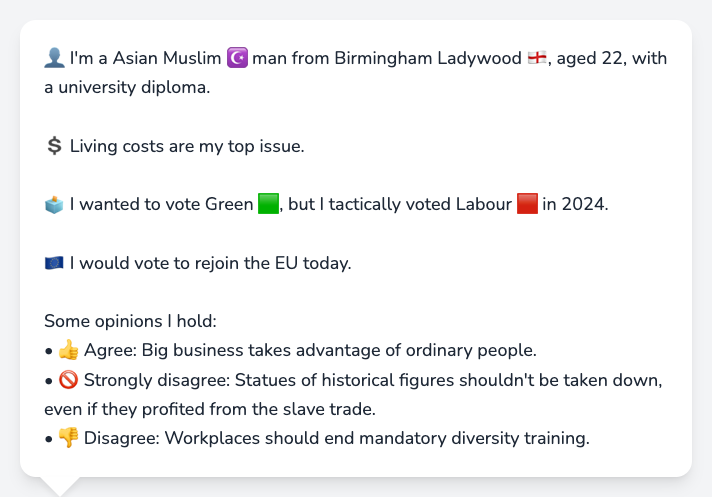 👤 I'm a Asian Muslim ☪️ man from Birmingham Ladywood 🏴󠁧󠁢󠁥󠁮󠁧󠁿, aged 22, with
a university diploma.
💲 Living costs are my top issue.
🗳️ I wanted to vote Green 🟩, but I tactically voted Labour 🟥 in 2024.
🇪🇺 I would vote to rejoin the EU today.
Some opinions I hold:
• 👍 Agree: Big business takes advantage of ordinary people.
• 🚫 Strongly disagree: Statues of historical figures shouldn't be taken down,
even if they profited from the slave trade.
• 👎 Disagree: Workplaces should end mandatory diversity training.